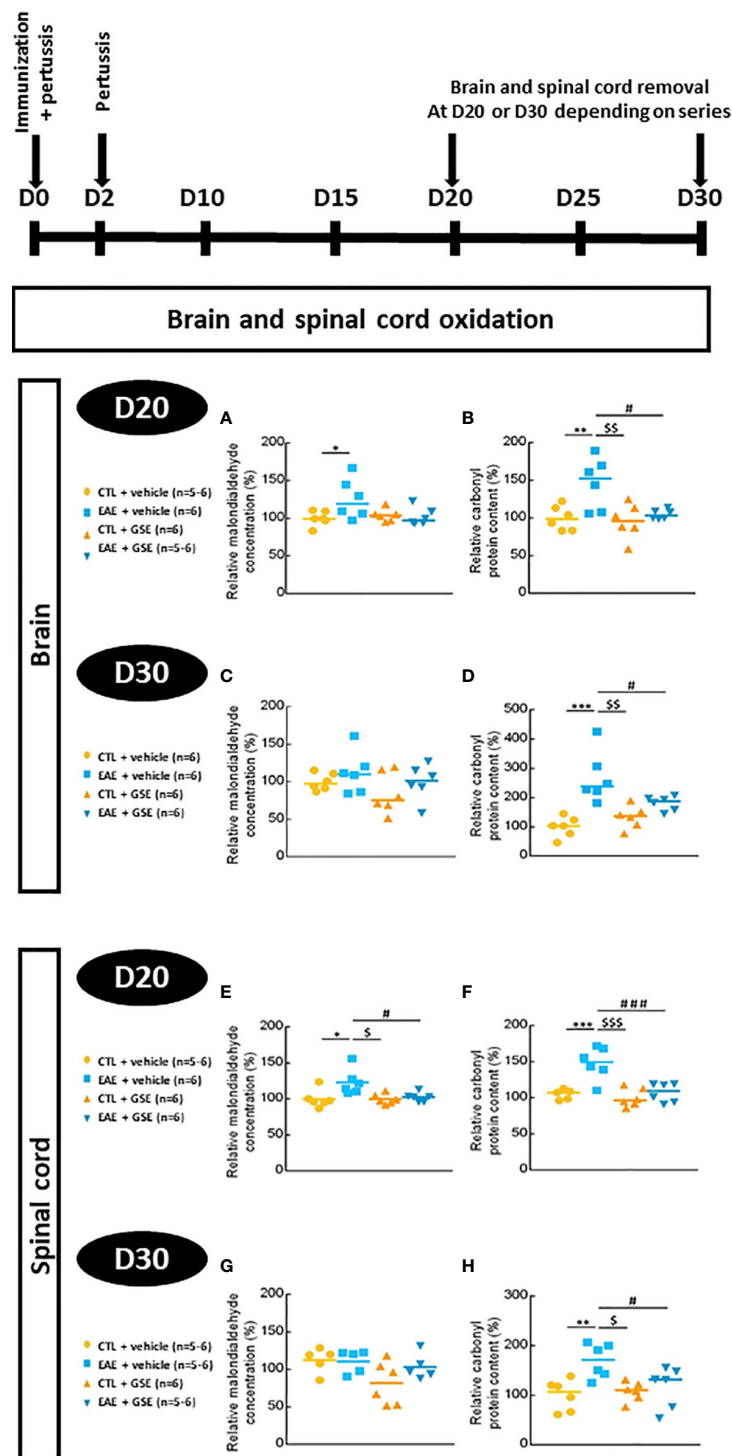 Immunization
+ pertussis
Pertussis
Brain and spinal cord removal
At D20 or D30 depending on series
D0 D2 D10 D15 D20 D25 D30
Brain and spinal cord oxidation
Brain
D20
CTL + vehicle (n=5-6)
EAE + vehicle (n=6)
CTL + GSE (n=6)
EAE + GSE (n=5-6)
A
Relative malondialdehyde
concentration (%)
200
150
100
50
0
*
B
Relative carbonyl
protein content (%)
200
150
100
50
0
** $$
#
D30
CTL + vehicle (n=6)
EAE + vehicle (n=6)
CTL + GSE (n=6)
EAE + GSE (n=6)
C
Relative malondialdehyde
concentration (%)
200
150
100
50
0
D
Relative carbonyl
protein content (%)
500
400
300
200
100
0
*** $$
#
Spinal cord
D20
CTL + vehicle (n=5-6)
EAE + vehicle (n=6)
CTL + GSE (n=6)
EAE + GSE (n=6)
E
Relative malondialdehyde
concentration (%)
200
150
100
50
0
* $
#
F
Relative carbonyl
protein content (%)
200
150
100
50
0
*** $$$
###
D30
CTL + vehicle (n=5-6)
EAE + vehicle (n=5-6)
CTL + GSE (n=6)
EAE + GSE (n=5-6)
G
Relative malondialdehyde
concentration (%)
200
150
100
50
0
H
Relative carbonyl
protein content (%)
300
200
100
0
** $
#